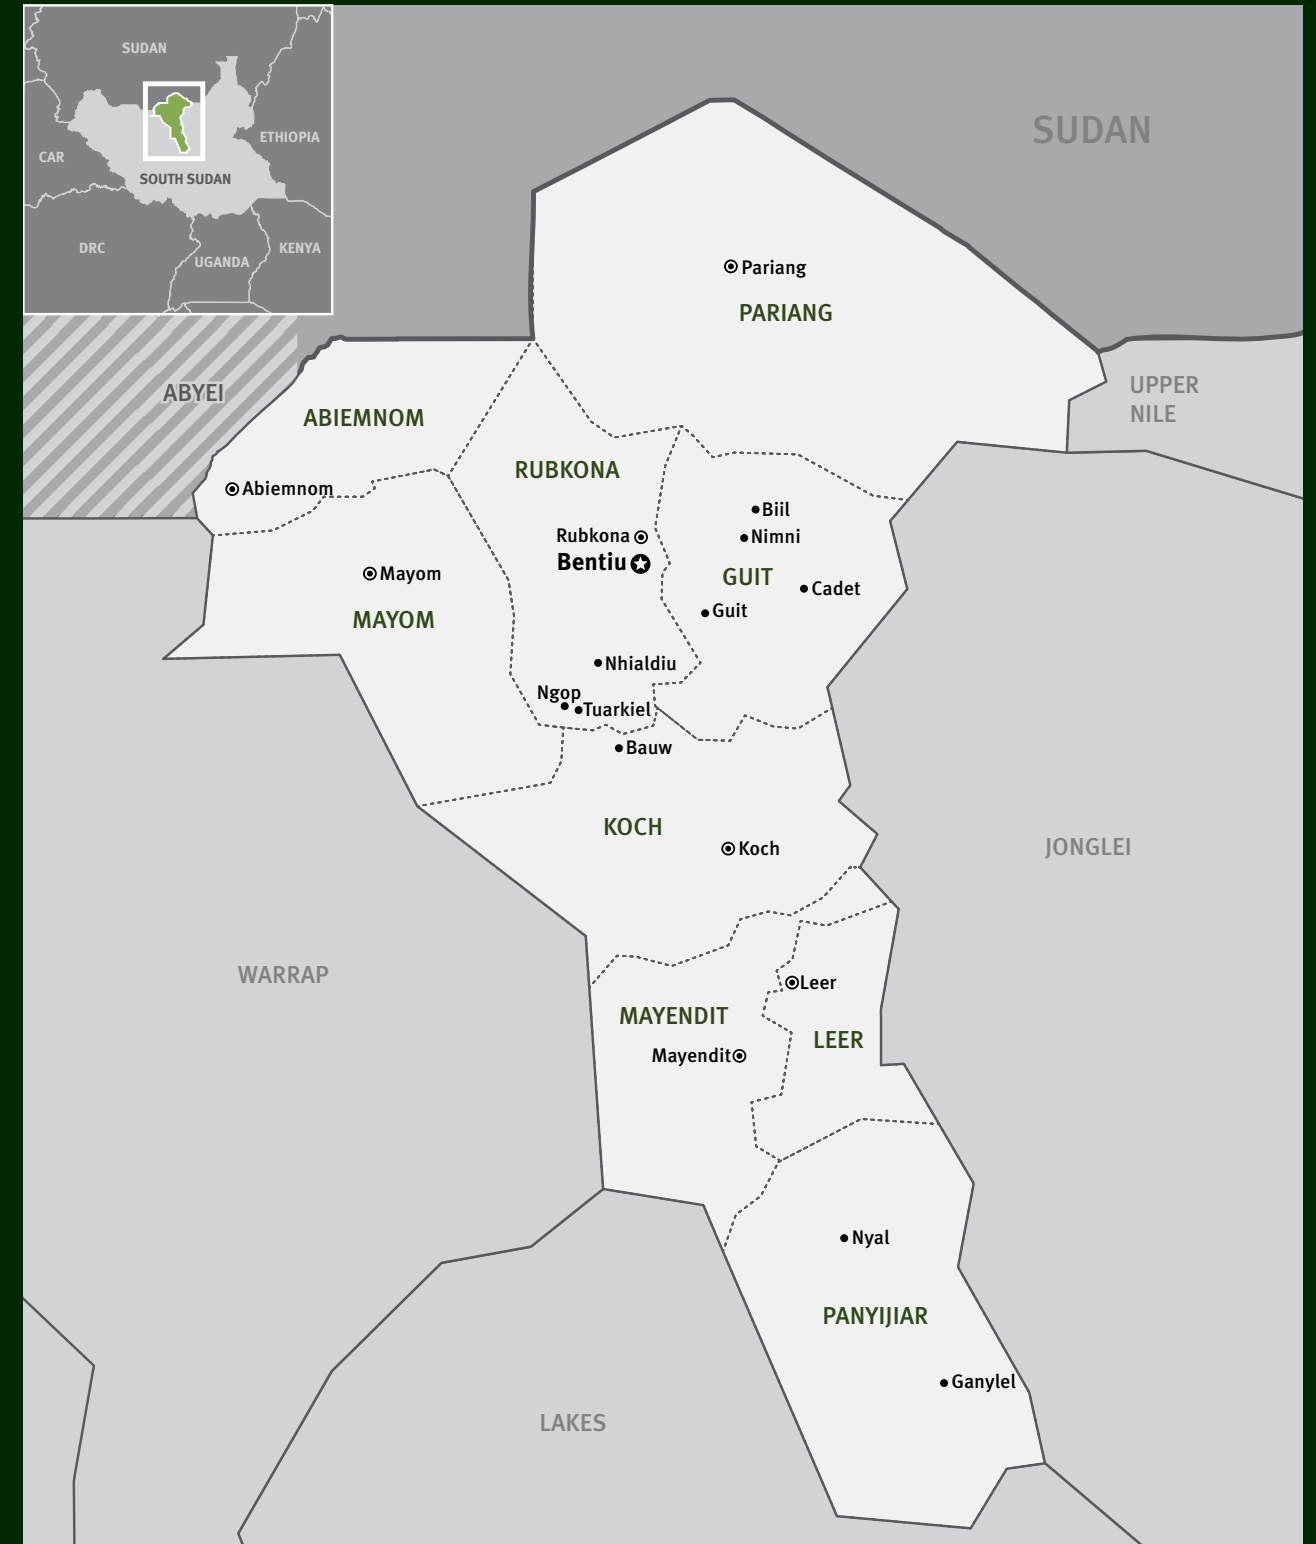 SUDAN
ETHIOPIA
CAR
SOUTH SUDAN
DRC
UGANDA
KENYA
SUDAN
Pariang
PARIANG
ABYEI
UPPER
NILE
ABIEMNOM
RUBKONA
Abiemnom
Biil
Rubkona
Nimni
Bentiu
Mayom
GUIT
Cadet
Guit
MAYOM
Nhialdiu
Ngop
Tuarkiel
Bauw
KOCH
Koch
JONGLEI
WARRAP
Leer
MAYENDIT
LEER
Mayendit
Nyal
PANYIJIAR
Ganylel
LAKES